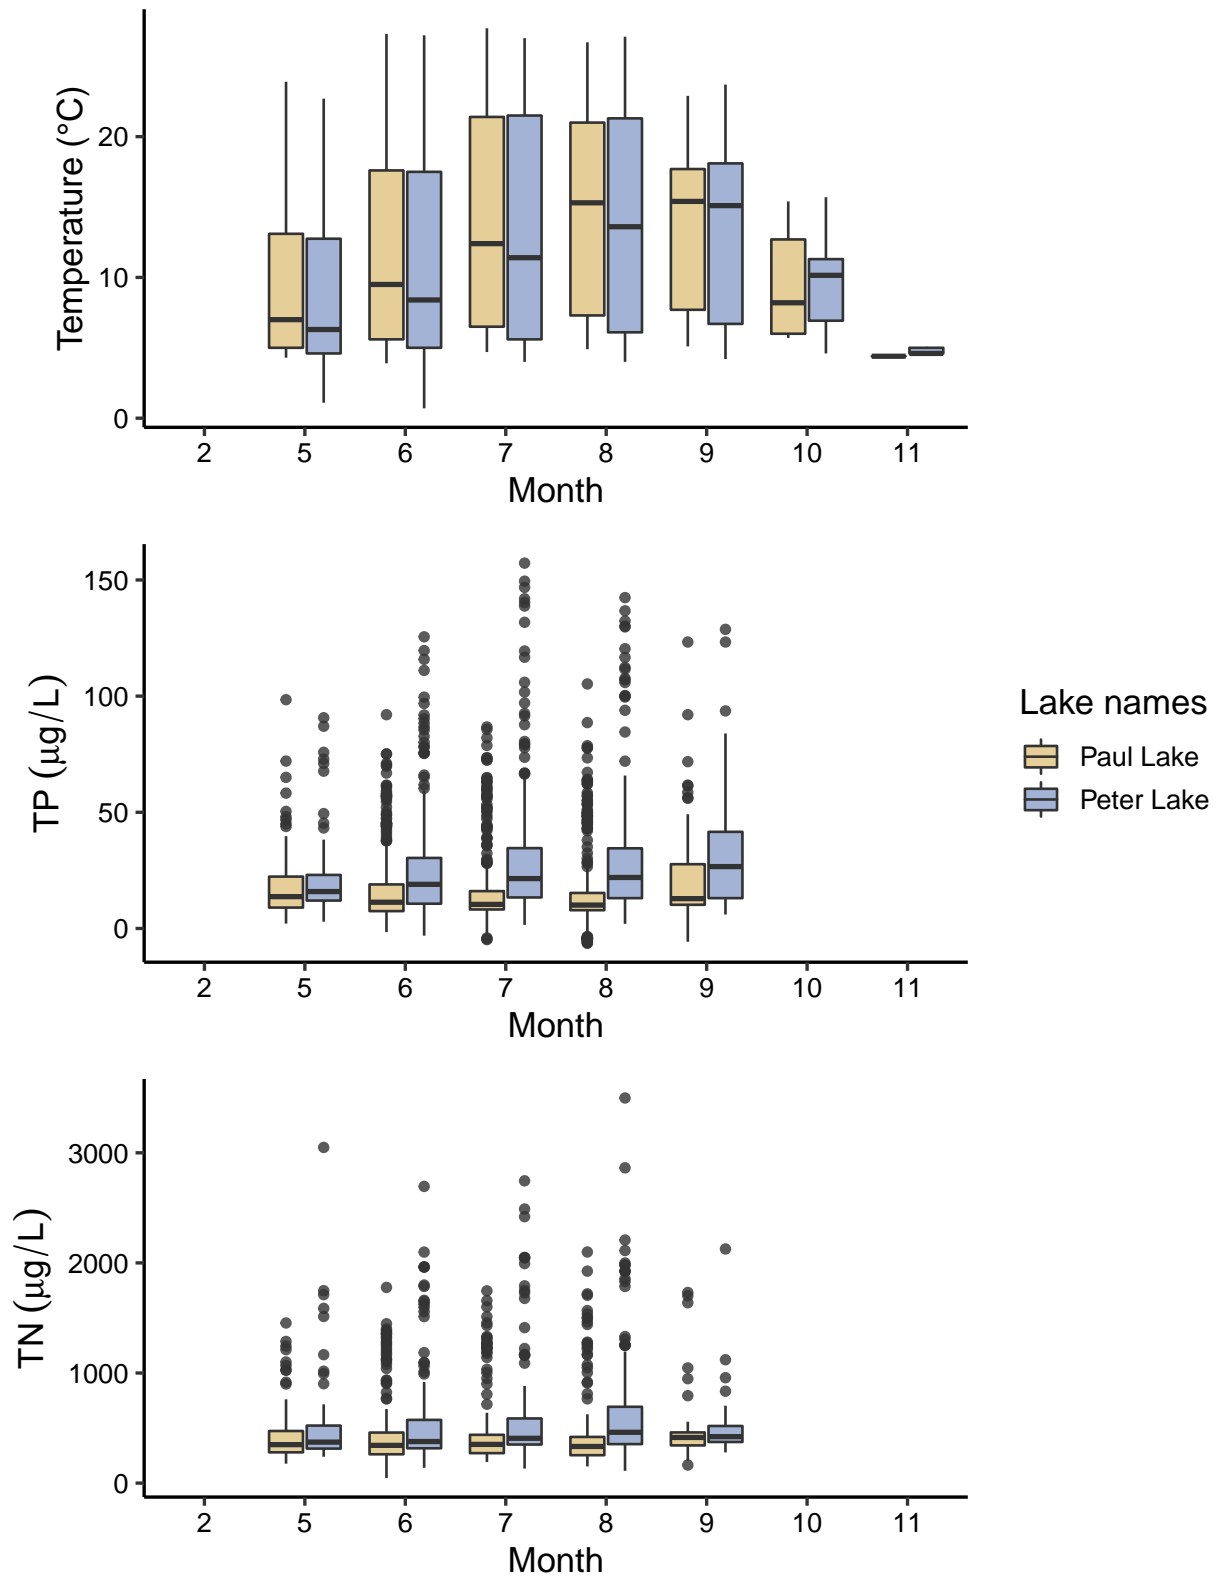 Temperature (°C)
20
10
0
2 5 6 7 8 9 10 11
Month
TP (μg/L)
150
100
50
0
2 5 6 7 8 9 10 11
Month
Lake names
Paul Lake
Peter Lake
TN (μg/L)
3000
2000
1000
0
2 5 6 7 8 9 10 11
Month